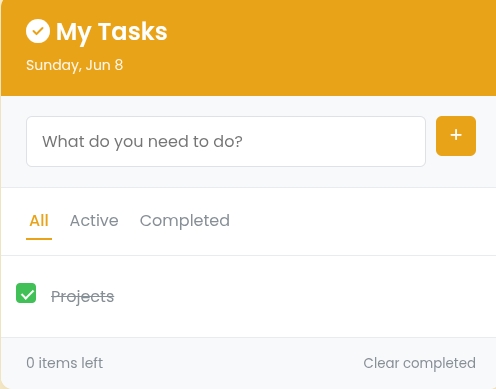 My Tasks
Sunday, Jun 8
What do you need to do?
+
All Active Completed
Projects
0 items left Clear completed